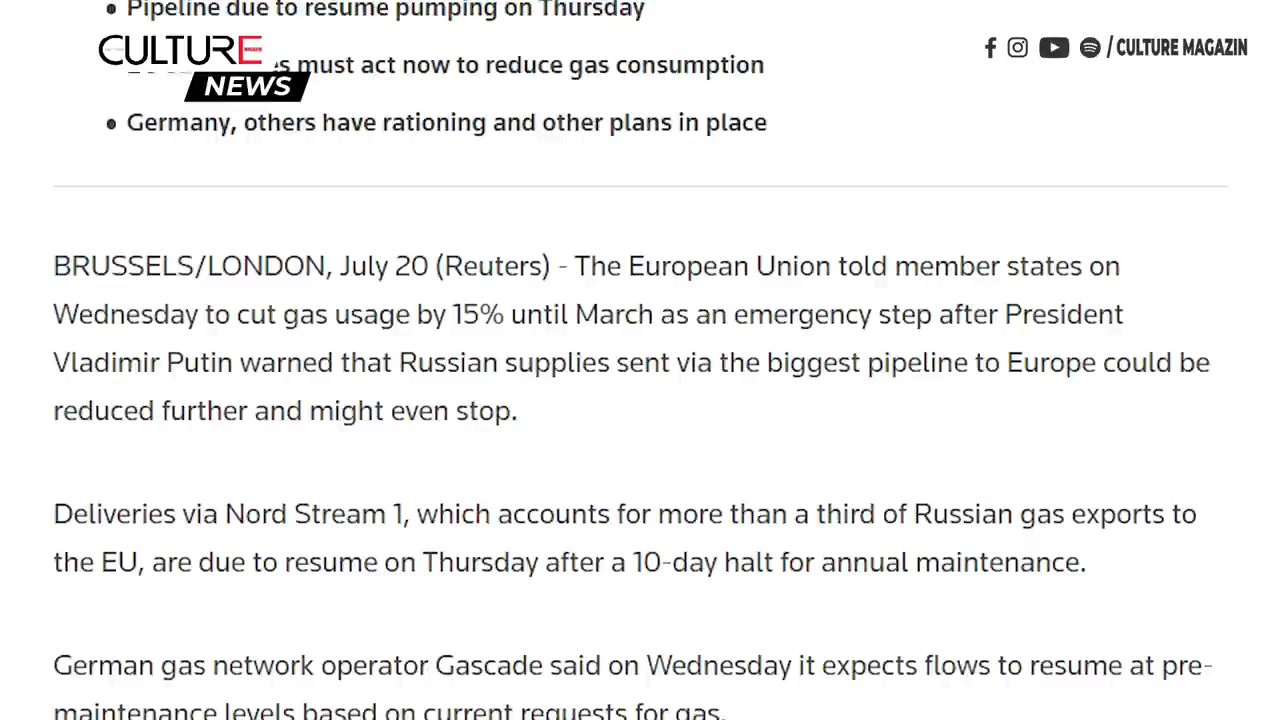 • Pipeline due to resume pumping on Thursday
CULTURE
NEWS
/ CULTURE MAGAZIN
must act now to reduce gas consumption
• Germany, others have rationing and other plans in place
BRUSSELS/LONDON, July 20 (Reuters) - The European Union told member states on
Wednesday to cut gas usage by 15% until March as an emergency step after President
Vladimir Putin warned that Russian supplies sent via the biggest pipeline to Europe could be
reduced further and might even stop.
Deliveries via Nord Stream 1, which accounts for more than a third of Russian gas exports to
the EU, are due to resume on Thursday after a 10-day halt for annual maintenance.
German gas network operator Gascade said on Wednesday it expects flows to resume at pre-
maintenance levels based on current requests for gas.